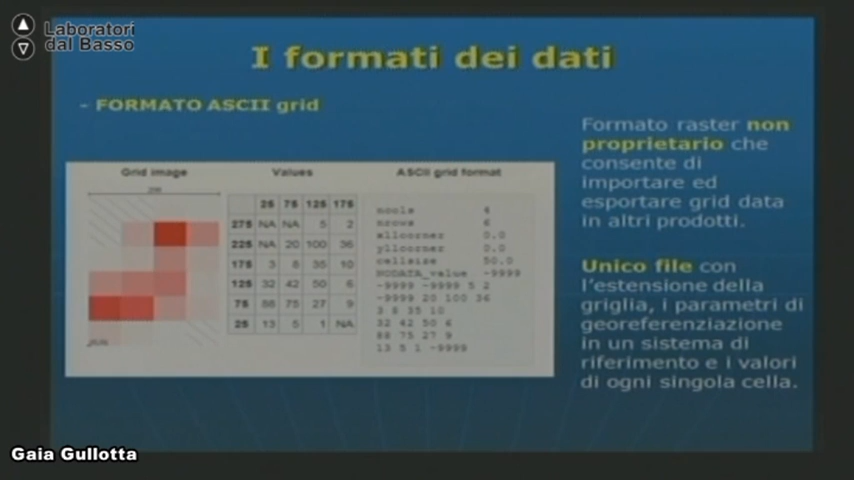 Laboratori
dal Basso
I formati dei dati
- FORMATO ASCII grid
Formato raster non
proprietario che
consente di
importare ed
esportare grid data
in altri prodotti.
Unico file con
l'estensione della
griglia, i parametri di
georeferenziazione
in un sistema di
riferimento e i valori
di ogni singola cella.
Grid image
Values
25 75 125 175
275 NA NA 5 2
225 NA 20 100 36
175 3 8 35 10
125 32 42 50 6
75 88 75 27 9
25 13 5 1 NA
ASCII grid format
ncols 4
nrows 6
xllcorner 0.0
yllcorner 0.0
cellsize 50.0
NODATA_value -9999
-9999 -9999 5 2
-9999 20 100 36
3 8 35 10
32 42 50 6
88 75 27 9
13 5 1 -9999
Gaia Gullotta